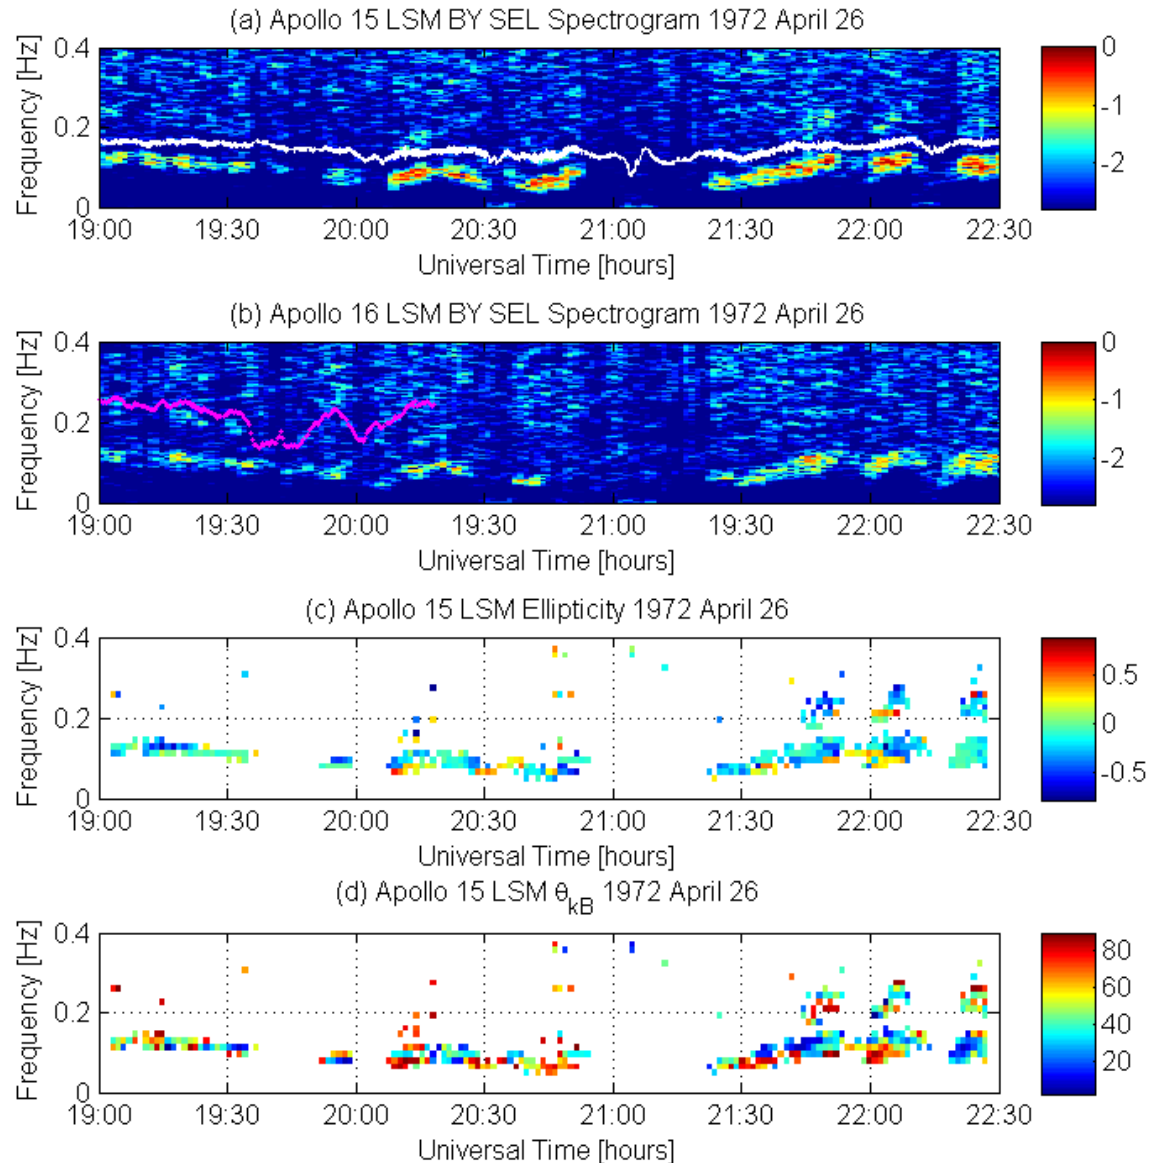 (a) Apollo 15 LSM BY SEL Spectrogram 1972 April 26
Frequency [Hz]
0.4
0.2
0
19:00 19:30 20:00 20:30 21:00 21:30 22:00 22:30
Universal Time [hours]
0
-1
-2
(b) Apollo 16 LSM BY SEL Spectrogram 1972 April 26
Frequency [Hz]
0.4
0.2
0
19:00 19:30 20:00 19:30 21:00 19:30 22:00 22:30
Universal Time [hours]
0
-1
-2
(c) Apollo 15 LSM Ellipticity 1972 April 26
Frequency [Hz]
0.4
0.2
0
19:00 19:30 20:00 20:30 21:00 21:30 22:00 22:30
Universal Time [hours]
0.5
0
-0.5
(d) Apollo 15 LSM θkB 1972 April 26
Frequency [Hz]
0.4
0.2
0
19:00 19:30 20:00 20:30 21:00 21:30 22:00 22:30
Universal Time [hours]
80
60
40
20